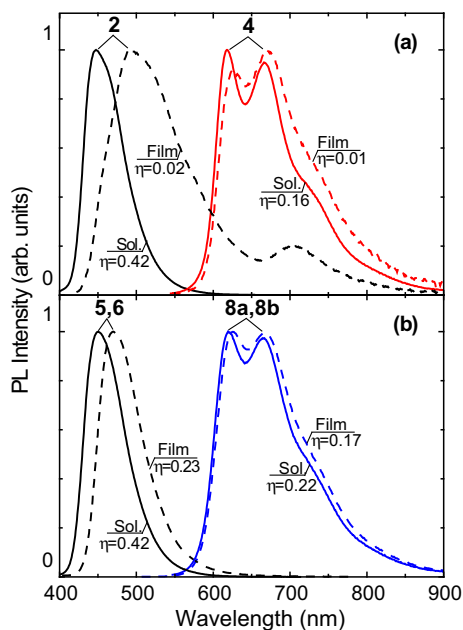 2
4
(a)
1
Film
η=0.02
Film
η=0.01
Sol.
η=0.16
Sol.
η=0.42
0
PL Intensity (arb. units)
5,6
8a,8b
(b)
1
Film
η=0.23
Film
η=0.17
Sol.
η=0.42
Sol.
η=0.22
0
400 500 600 700 800 900
Wavelength (nm)